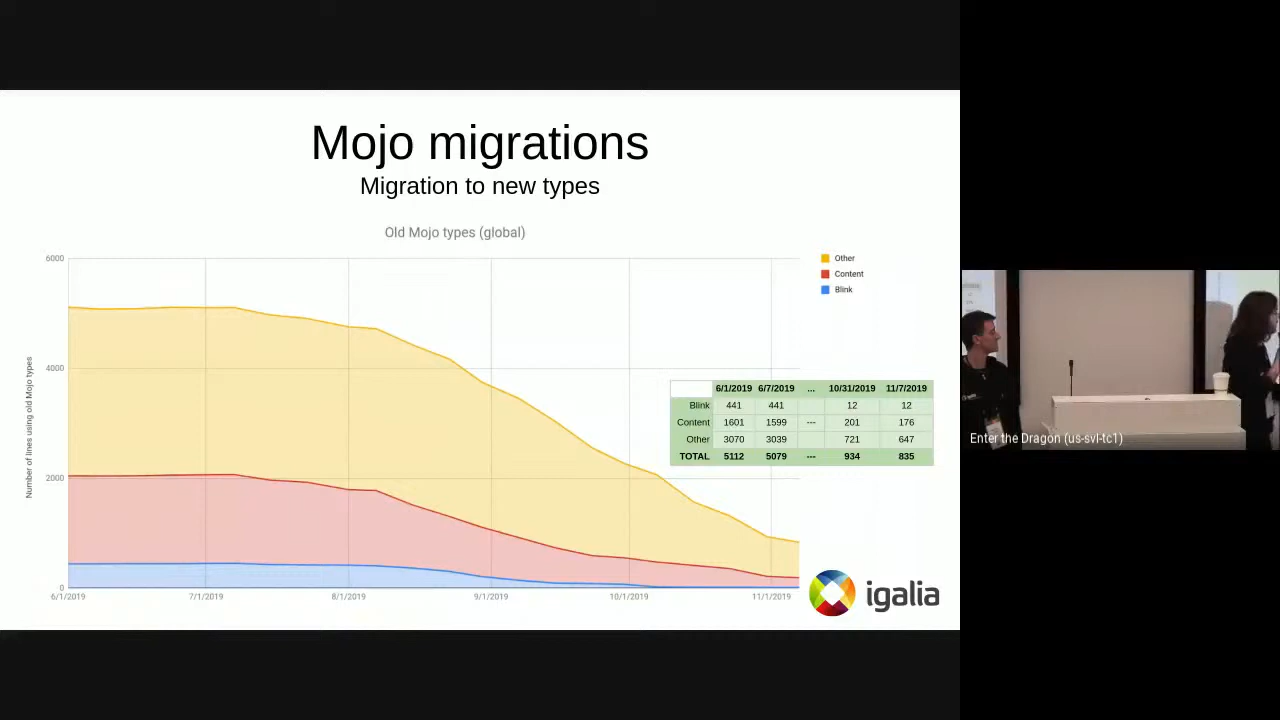 Mojo migrations
Migration to new types
Old Mojo types (global)
Number of lines using old Mojo types
6000
4000
2000
0
6/1/2019 7/1/2019 8/1/2019 9/1/2019 10/1/2019 11/1/2019
Other
Content
Blink
6/1/2019 6/7/2019 ... 10/31/2019 11/7/2019
Blink 441 441 12 12
Content 1601 1599 --- 201 176
Other 3070 3039 721 647
TOTAL 5112 5079 --- 934 835
igalia
Enter the Dragon (us-svl-tc1)